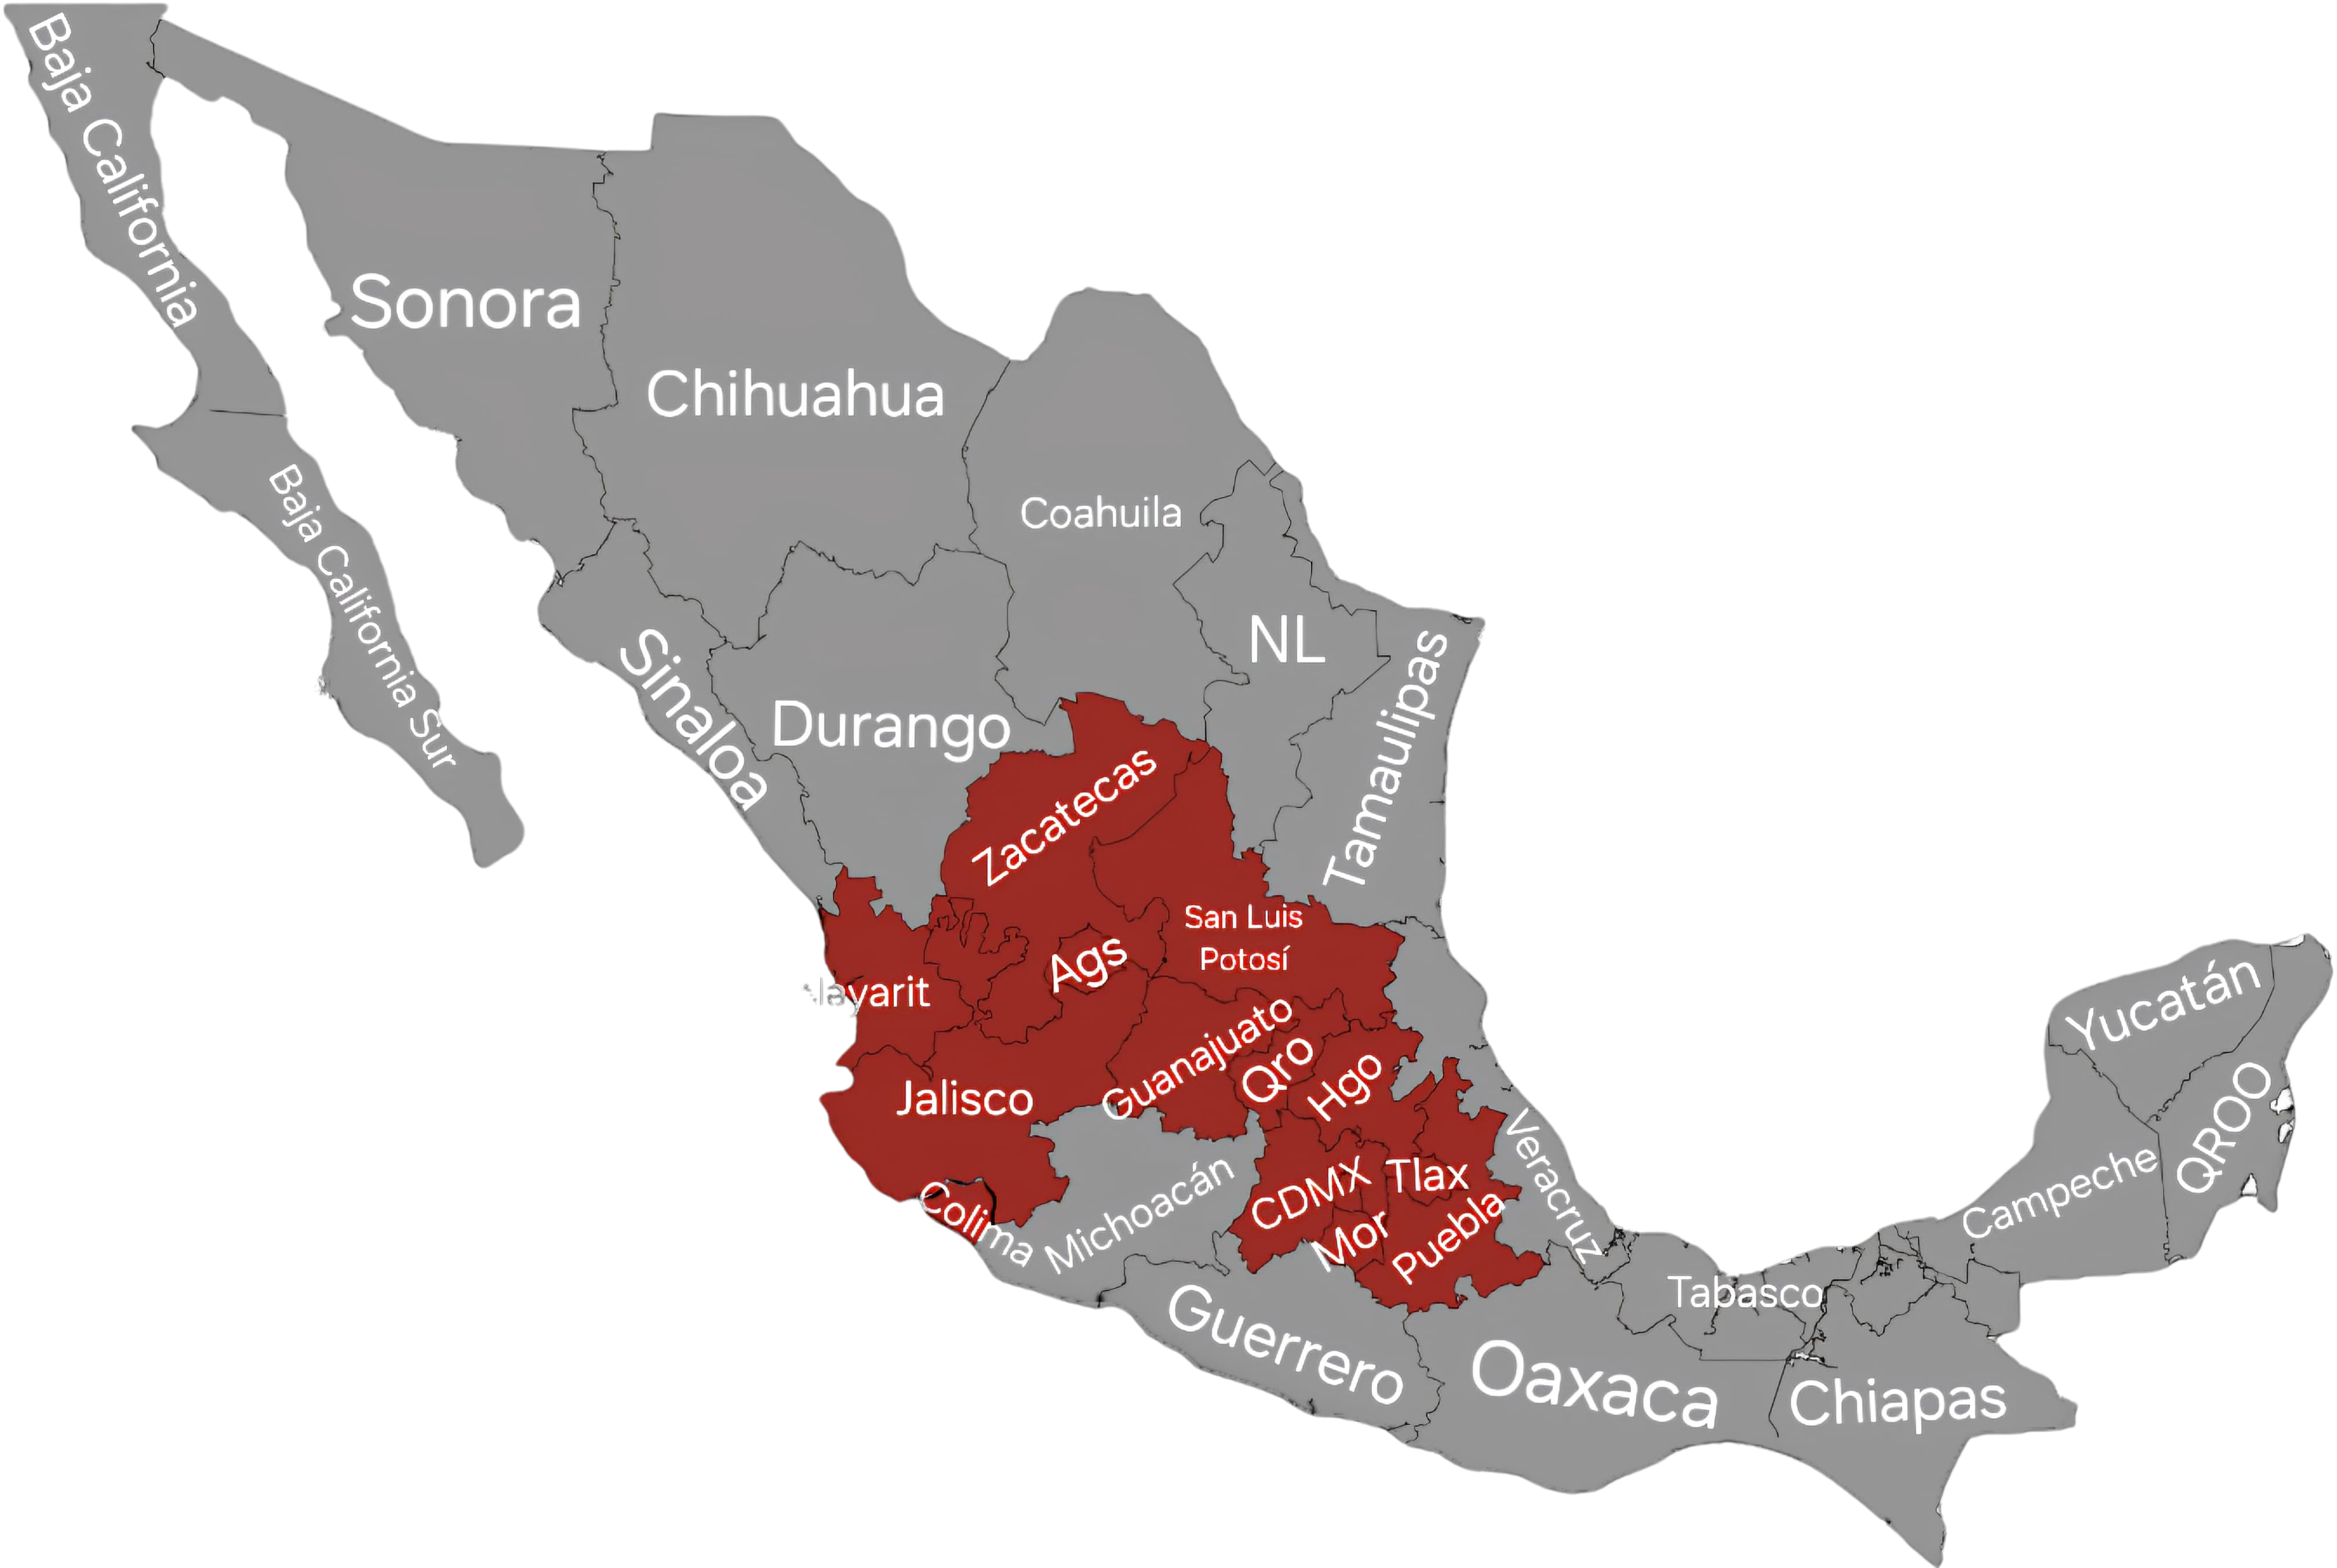 Baja California
Sonora
Chihuahua
Coahuila
Baja California Sur
NL
Sinaloa
Durango
Tamaulipas
Zacatecas
San Luis
Potosí
Ags
Nayarit
Yucatán
Guanajuato
Qro
Hgo
Jalisco
QROO
Veracruz
Campeche
CDMX
Tlax
Michoacán
Colima
Mor
Puebla
Tabasco
Guerrero
Oaxaca
Chiapas